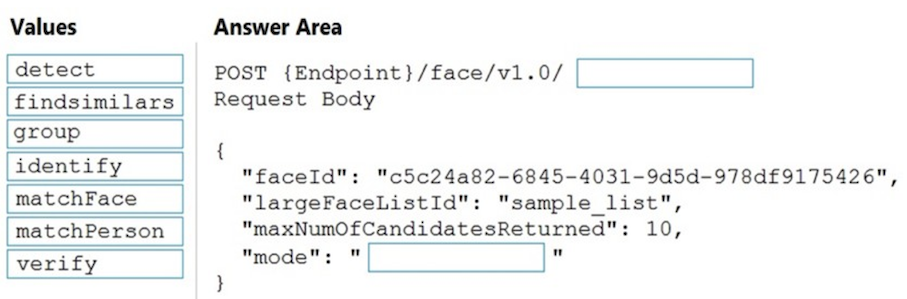 Values
detect
findsimilars
group
identify
matchFace
matchPerson
verify
Answer Area
POST {Endpoint}/face/v1.0/
Request Body
{
"faceId": "c5c24a82-6845-4031-9d5d-978df9175426",
"largeFaceListId": "sample_list",
"maxNumOfCandidatesReturned": 10,
"mode": " "
}